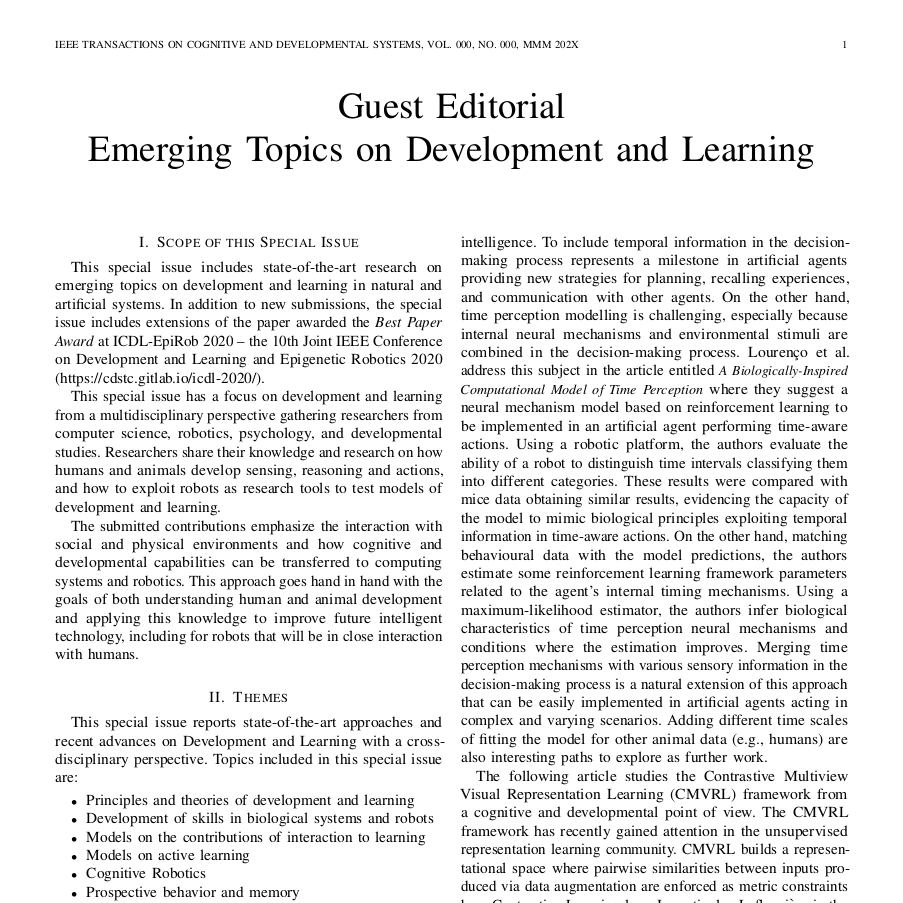 IEEE TRANSACTIONS ON COGNITIVE AND DEVELOPMENTAL SYSTEMS, VOL. 000, NO. 000, MMM 202X 1
Guest Editorial
Emerging Topics on Development and Learning
I. SCOPE OF THIS SPECIAL ISSUE
This special issue includes state-of-the-art research on
emerging topics on development and learning in natural and
artificial systems. In addition to new submissions, the special
issue includes extensions of the paper awarded the Best Paper
Award at ICDL-EpiRob 2020 – the 10th Joint IEEE Conference
on Development and Learning and Epigenetic Robotics 2020
(https://cdstc.gitlab.io/icdl-2020/).
This special issue has a focus on development and learning
from a multidisciplinary perspective gathering researchers from
computer science, robotics, psychology, and developmental
studies. Researchers share their knowledge and research on how
humans and animals develop sensing, reasoning and actions,
and how to exploit robots as research tools to test models of
development and learning.
The submitted contributions emphasize the interaction with
social and physical environments and how cognitive and
developmental capabilities can be transferred to computing
systems and robotics. This approach goes hand in hand with the
goals of both understanding human and animal development
and applying this knowledge to improve future intelligent
technology, including for robots that will be in close interaction
with humans.
II. THEMES
This special issue reports state-of-the-art approaches and
recent advances on Development and Learning with a cross-
disciplinary perspective. Topics included in this special issue
are:
• Principles and theories of development and learning
• Development of skills in biological systems and robots
• Models on the contributions of interaction to learning
• Models on active learning
• Cognitive Robotics
• Prospective behavior and memory
intelligence. To include temporal information in the decision-
making process represents a milestone in artificial agents
providing new strategies for planning, recalling experiences,
and communication with other agents. On the other hand,
time perception modelling is challenging, especially because
internal neural mechanisms and environmental stimuli are
combined in the decision-making process. Lourenço et al.
address this subject in the article entitled A Biologically-Inspired
Computational Model of Time Perception where they suggest a
neural mechanism model based on reinforcement learning to
be implemented in an artificial agent performing time-aware
actions. Using a robotic platform, the authors evaluate the
ability of a robot to distinguish time intervals classifying them
into different categories. These results were compared with
mice data obtaining similar results, evidencing the capacity of
the model to mimic biological principles exploiting temporal
information in time-aware actions. On the other hand, matching
behavioural data with the model predictions, the authors
estimate some reinforcement learning framework parameters
related to the agent's internal timing mechanisms. Using a
maximum-likelihood estimator, the authors infer biological
characteristics of time perception neural mechanisms and
conditions where the estimation improves. Merging time
perception mechanisms with various sensory information in the
decision-making process is a natural extension of this approach
that can be easily implemented in artificial agents acting in
complex and varying scenarios. Adding different time scales
of fitting the model for other animal data (e.g., humans) are
also interesting paths to explore as further work.
The following article studies the Contrastive Multiview
Visual Representation Learning (CMVRL) framework from
a cognitive and developmental point of view. The CMVRL
framework has recently gained attention in the unsupervised
representation learning community. CMVRL builds a represen-
tational space where pairwise similarities between inputs pro-
duced via data augmentation are enforced as metric constraints